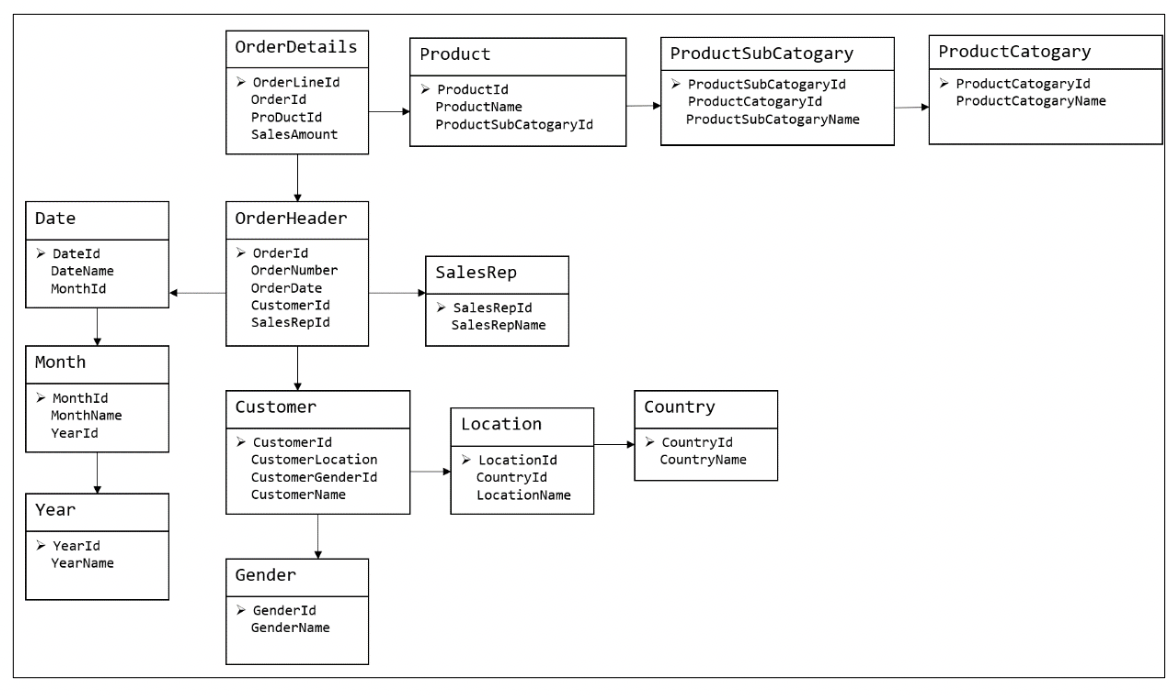 OrderDetails
OrderLineId
OrderId
ProDuctId
SalesAmount
Product
ProductId
ProductName
ProductSubCatogaryId
ProductSubCatogary
ProductSubCatogaryId
ProductCatogaryId
ProductSubCatogaryName
ProductCatogary
ProductCatogaryId
ProductCatogaryName
Date
DateId
DateName
MonthId
OrderHeader
OrderId
OrderNumber
OrderDate
CustomerId
SalesRepId
SalesRep
SalesRepId
SalesRepName
Month
MonthId
MonthName
YearId
Customer
CustomerId
CustomerLocation
CustomerGenderId
CustomerName
Location
LocationId
CountryId
LocationName
Country
CountryId
CountryName
Year
YearId
YearName
Gender
GenderId
GenderName